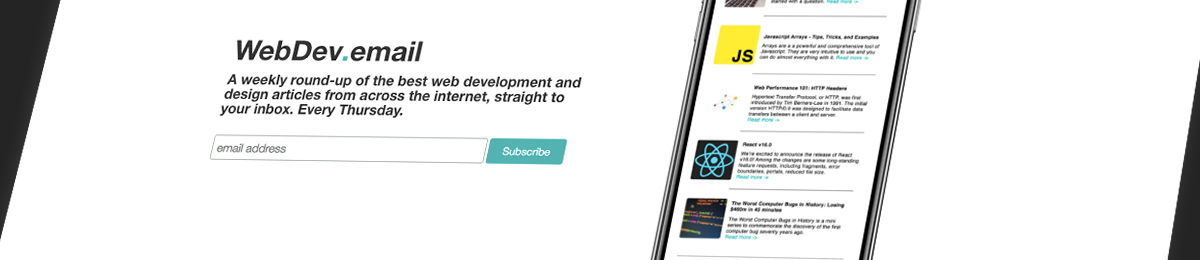 WebDev.email
A weekly round-up of the best web development and
design articles from across the internet, straight to
your inbox. Every Thursday.
email address
Subscribe
started with a question. Read more ->
JS
Javascript Arrays - Tips, Tricks, and Examples
Arrays are a a powerful and comprehensive tool of
Javascript. They are very intuitive to use and you
can do almost everything with it. Read more ->
Web Performance 101: HTTP Headers
Hypertext Transfer Protocol, or HTTP, was first
introduced by Tim Berners-Lee in 1991. The initial
version HTTP/0.9 was designed to facilitate data
transfers between a client and server.
Read more ->
React v16.0
We're excited to announce the release of React
v16.0! Among the changes are some long-standing
feature requests, including fragments, error
boundaries, portals, reduced file size.
Read more ->
The Worst Computer Bugs in History: Losing
$460m in 45 minutes
The Worst Computer Bugs in History is a mini
series to commemorate the discovery of the first
computer bug seventy years ago.
Read more ->